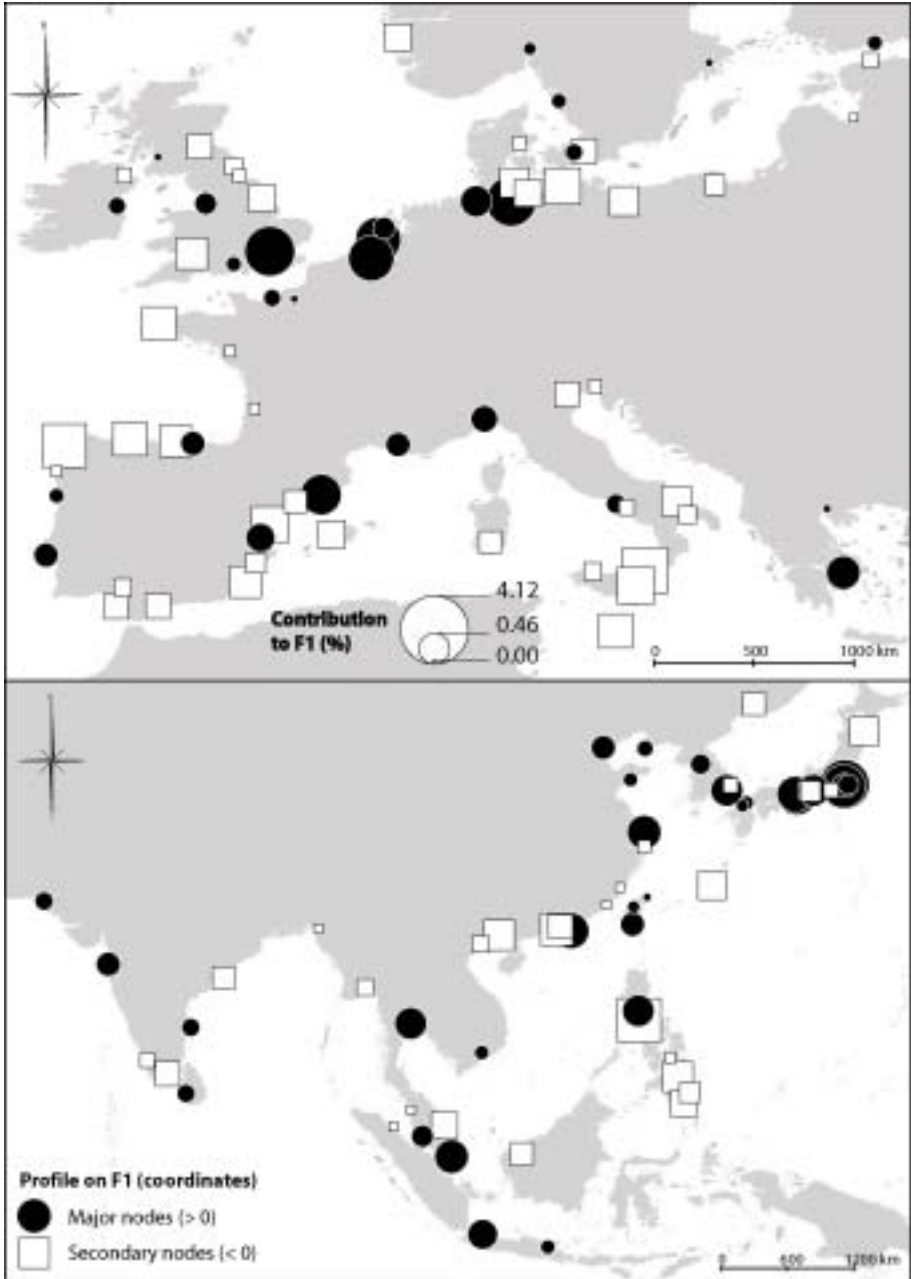 Contribution
to F1 (%)
4.12
0.46
0.00
0 500 1000 km
Profile on F1 (coordinates)
Major nodes (> 0)
Secondary nodes (< 0)
0 600 1200 km